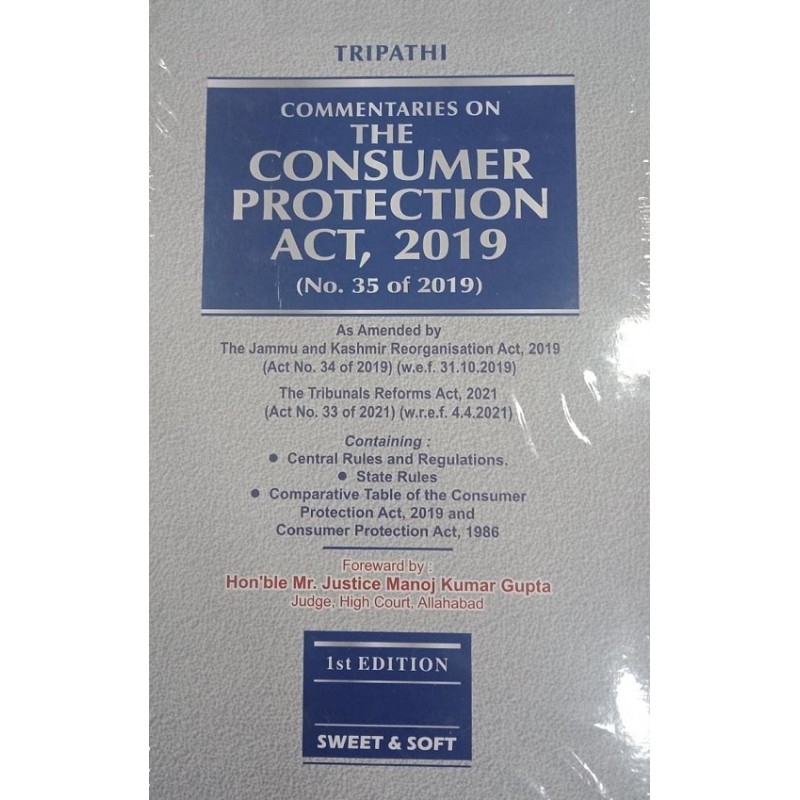 TRIPATHI
COMMENTARIES ON
THE
CONSUMER
PROTECTION
ACT, 2019
(No. 35 of 2019)
As Amended by
The Jammu and Kashmir Reorganisation Act, 2019
(Act No. 34 of 2019) (w.e.f. 31.10.2019)
The Tribunals Reforms Act, 2021
(Act No. 33 of 2021) (w.r.e.f. 4.4.2021)
Containing :
● Central Rules and Regulations.
● State Rules
● Comparative Table of the Consumer
Protection Act, 2019 and
Consumer Protection Act, 1986
Foreward by :
Hon'ble Mr. Justice Manoj Kumar Gupta
Judge, High Court, Allahabad
1st EDITION
SWEET & SOFT